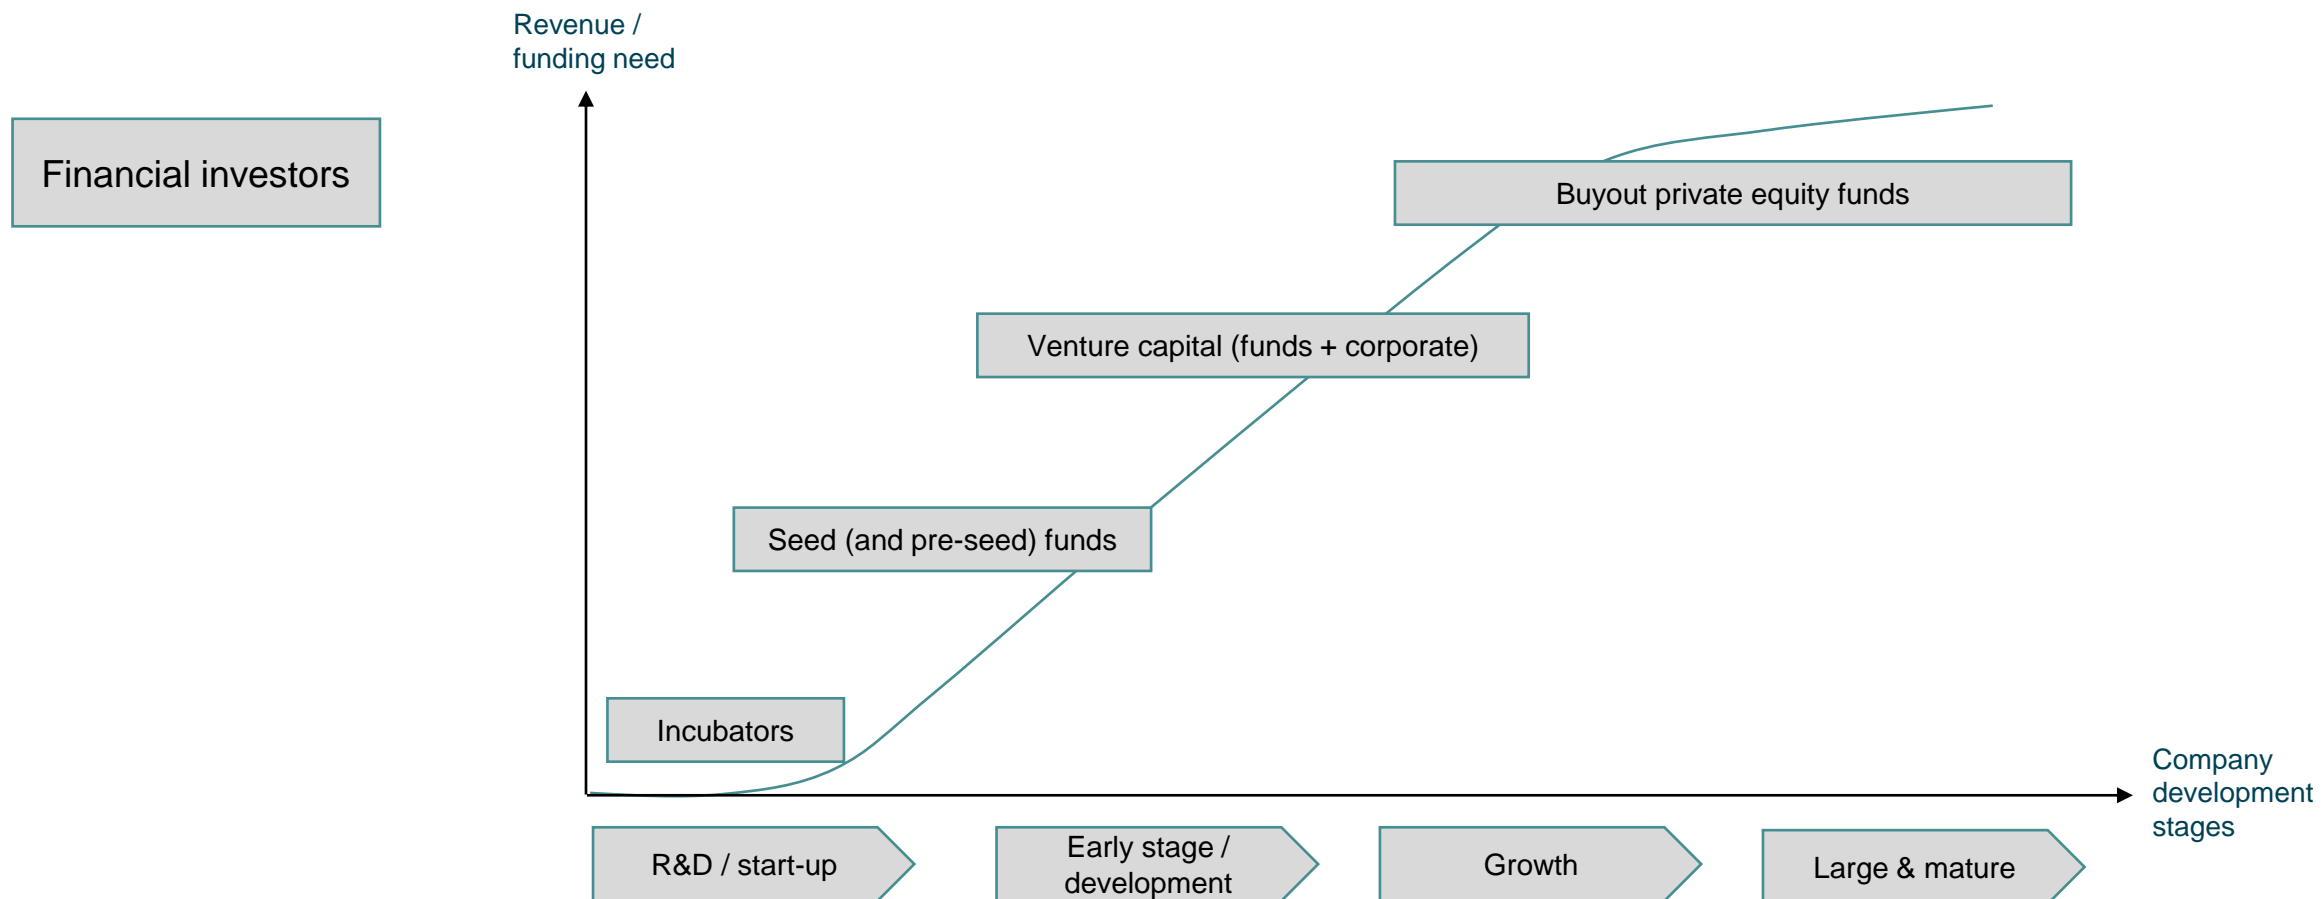 Revenue /
funding need
Financial investors
Buyout private equity funds
Venture capital (funds + corporate)
Seed (and pre-seed) funds
Incubators
Company
development
stages
R&D / start-up
Early stage /
development
Growth
Large & mature